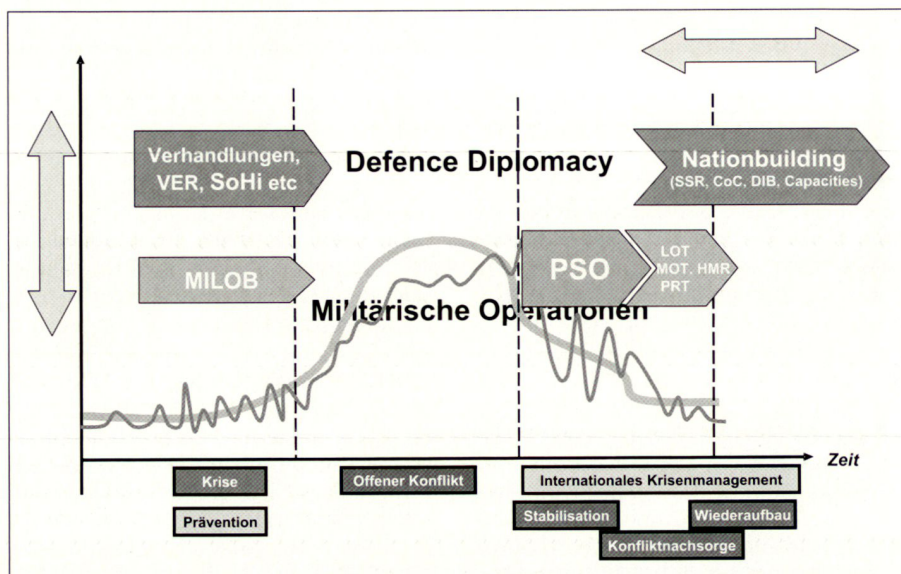 Verhandlungen,
VER, SoHi etc
Defence Diplomacy
Nationbuilding
(SSR, CoC, DIB, Capacities)
MILOB
PSO
LOT
MOT. HMR
PRT
Militärische Operationen
Zeit
Krise
Offener Konflikt
Internationales Krisenmanagement
Prävention
Stabilisation
Wiederaufbau
Konfliktnachsorge